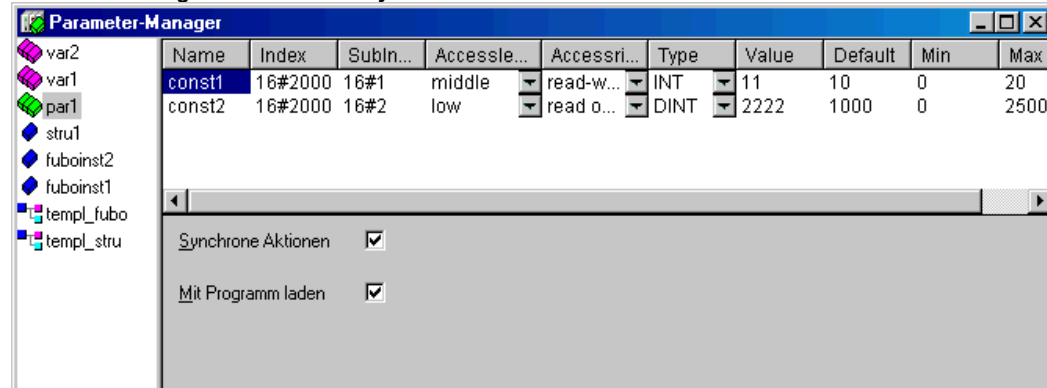 Parameter-Manager
var2
var1
par1
stru1
fuboinst2
fuboinst1
templ_fubo
templ_stru
Name Index SubIn... Accessle... Accessri... Type Value Default Min Max
const1 16#2000 16#1 middle read-w... INT 11 10 0 20
const2 16#2000 16#2 low read o... DINT 2222 1000 0 2500
Synchrone Aktionen
Mit Programm laden